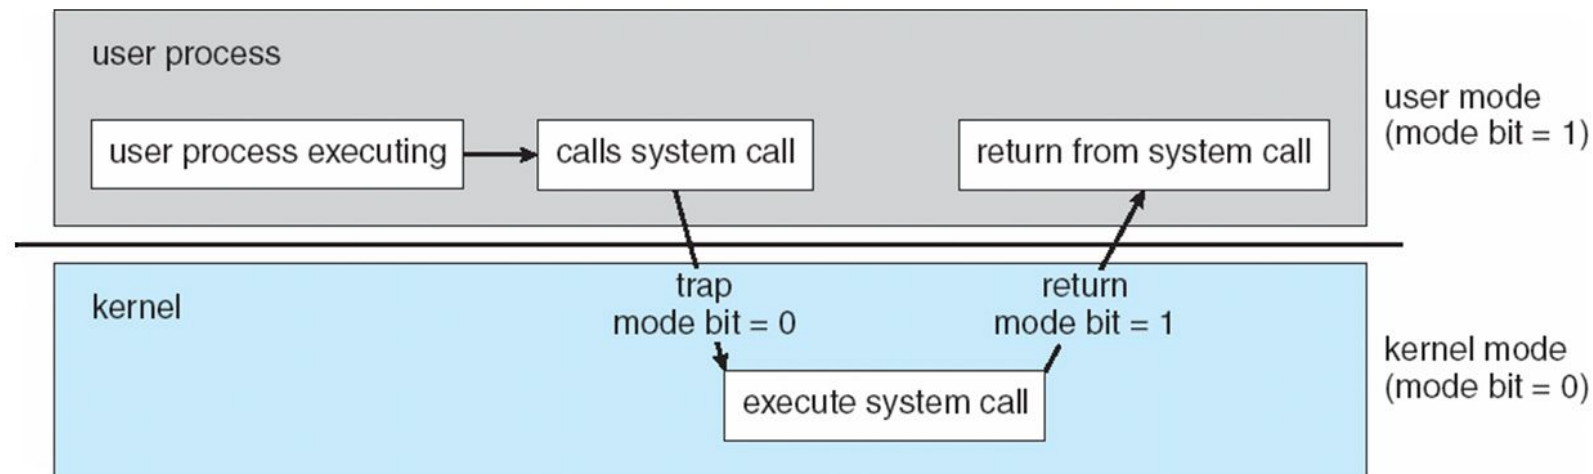 user process
user process executing
calls system call
return from system call
user mode
(mode bit = 1)
kernel
trap
mode bit = 0
return
mode bit = 1
execute system call
kernel mode
(mode bit = 0)